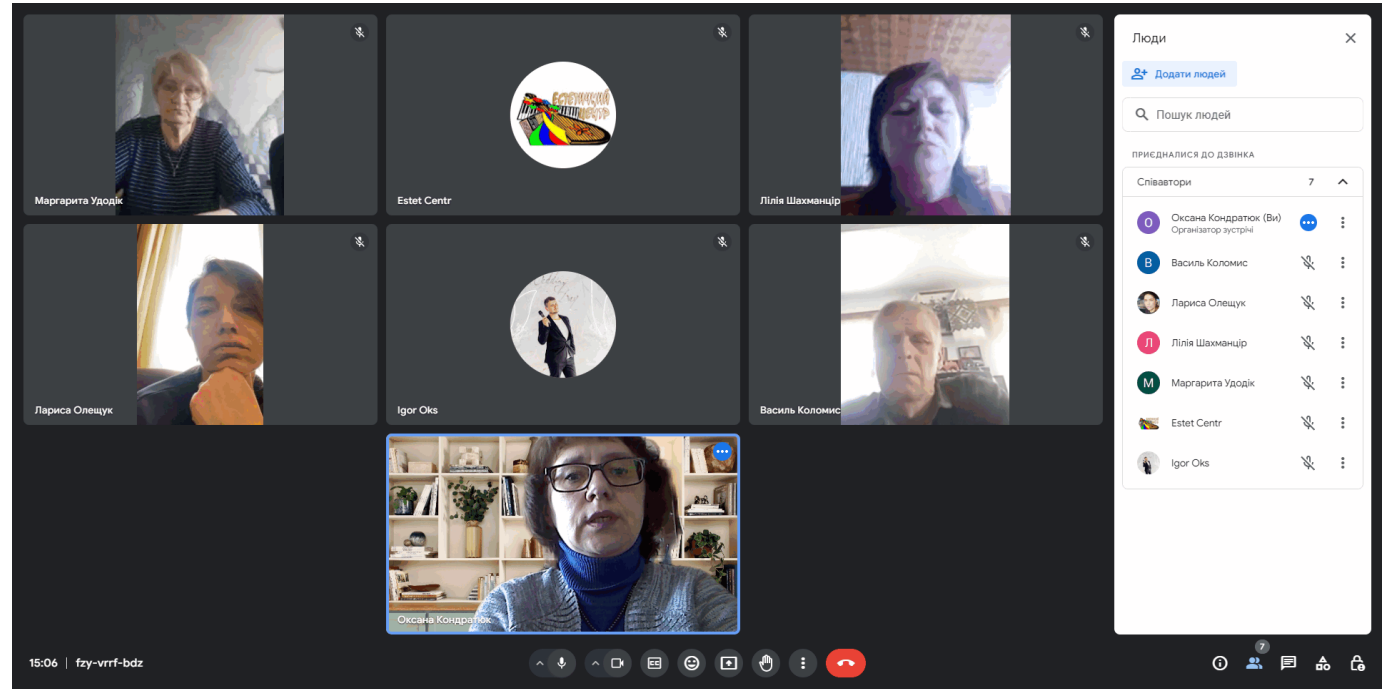 Маргарита Удодік
ЕСТЕТИЧНИЙ
ЦЕНТР
Estet Centr
Лілія Шахманцір
Лариса Олещук
Igor Oks
Василь Коломис
Оксана Кондратюк
15:06 | fzy-vrrf-bdz
7
Люди
Додати людей
Пошук людей
ПРИЄДНАЛИСЯ ДО ДЗВІНКА
Співавтори 7
О Оксана Кондратюк (Ви)
Організатор зустрічі
В Василь Коломис
Лариса Олещук
Л Лілія Шахманцір
М Маргарита Удодік
Estet Centr
Igor Oks